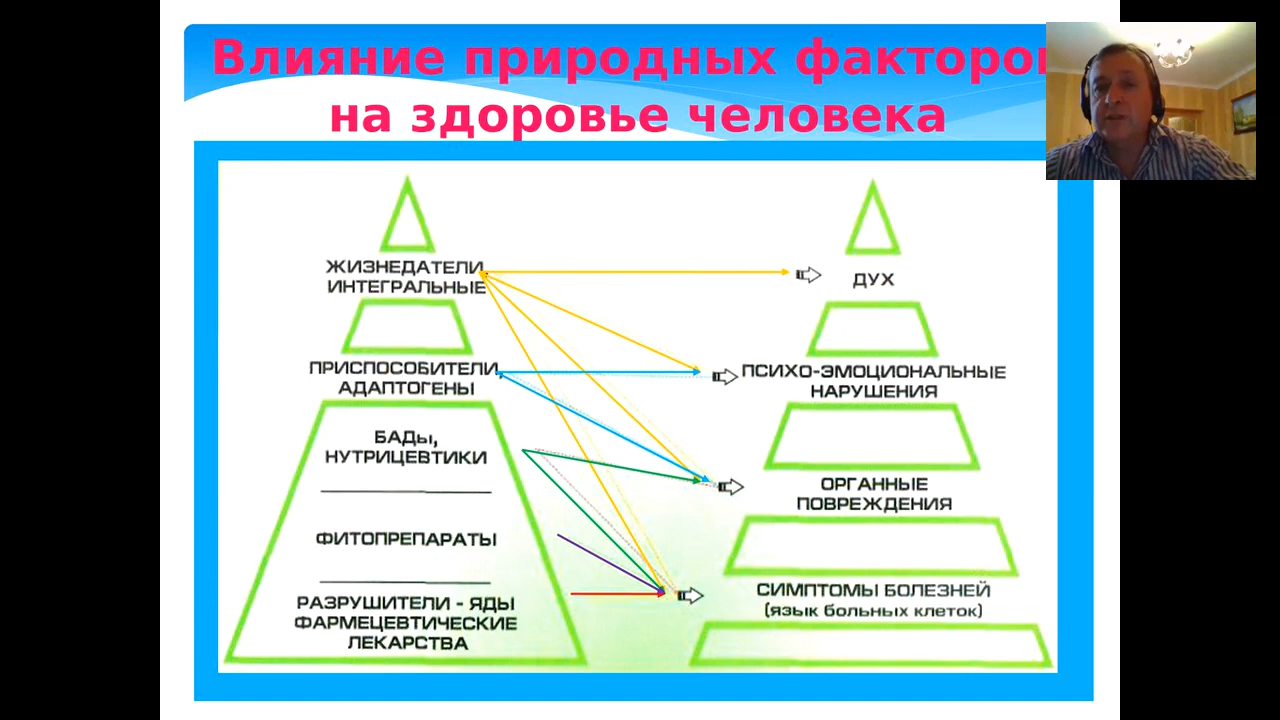 Влияние природных факторов
на здоровье человека
ЖИЗНЕДАТЕЛИ,
ИНТЕГРАЛЬНЫЕ
ДУХ
ПРИСПОСОБИТЕЛИ,
АДАПТОГЕНЫ
ПСИХО-ЭМОЦИОНАЛЬНЫЕ
НАРУШЕНИЯ
БАДы,
НУТРИЦЕВТИКИ
ОРГАННЫЕ
ПОВРЕЖДЕНИЯ
ФИТОПРЕПАРАТЫ
СИМПТОМЫ БОЛЕЗНЕЙ
(язык больных клеток)
РАЗРУШИТЕЛИ - ЯДЫ
ФАРМЕЦЕВТИЧЕСКИЕ
ЛЕКАРСТВА